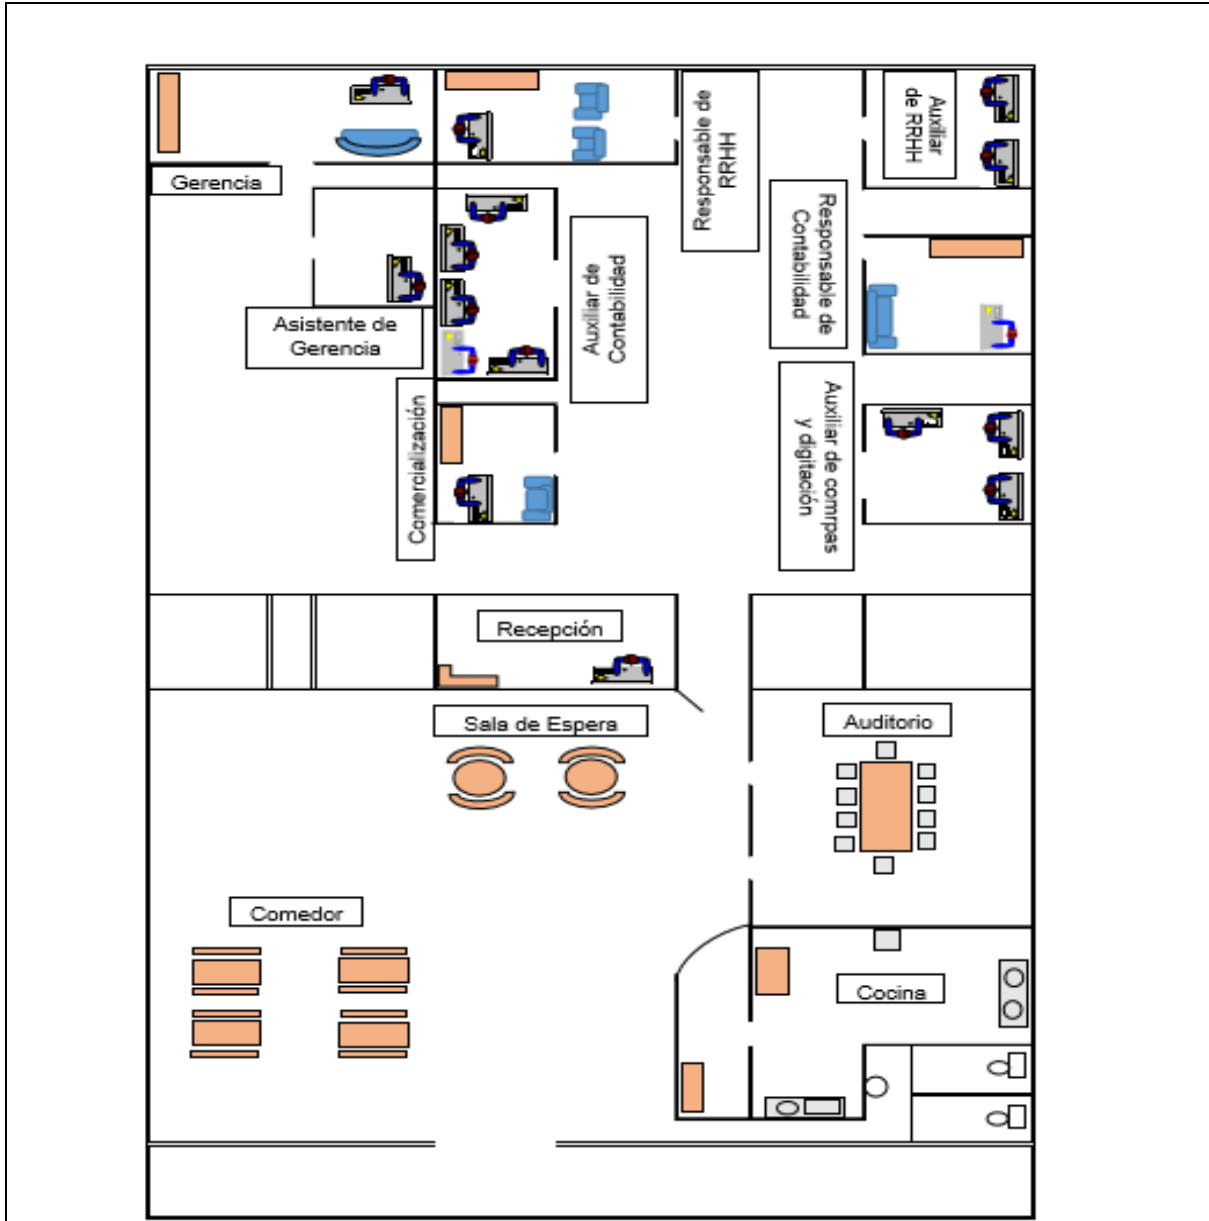 Gerencia
Responsable de
RRHH
Auxiliar
de RRHH
Asistente de
Gerencia
Auxiliar de
Contabilidad
Responsable de
Contabilidad
Comercialización
Auxiliar de comrpas
y digitación
Recepción
Sala de Espera
Auditorio
Comedor
Cocina